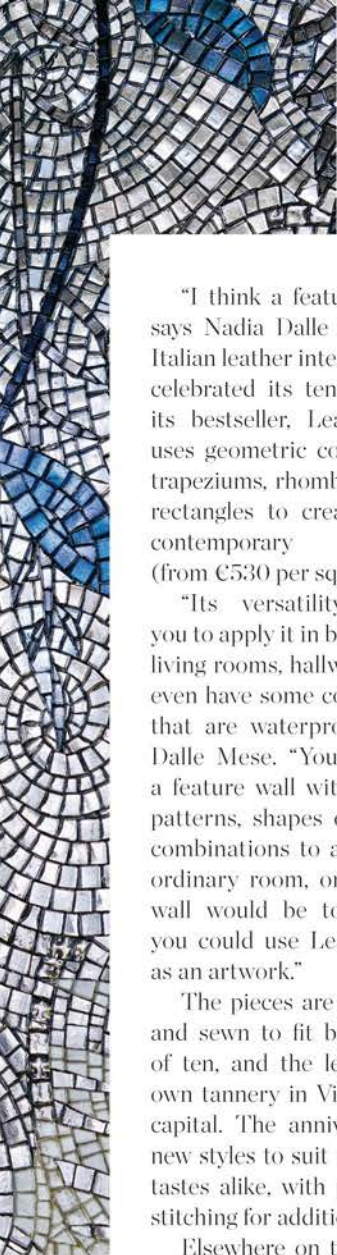 “I think a featu
says Nadia Dalle
Italian leather inte
celebrated its ten
its bestseller, Lea
uses geometric co
trapeziums, rhomb
rectangles to crea
contemporary
(from €530 per sq
“Its versatility
you to apply it in b
living rooms, hallw
even have some co
that are waterpro
Dalle Mese. “You
a feature wall wit
patterns, shapes
combinations to a
ordinary room, or
wall would be to
you could use Le
as an artwork.”
The pieces are
and sewn to fit b
of ten, and the le
own tannery in Vi
capital. The anniv
new styles to suit
tastes alike, with
stitching for additi
Elsewhere on t